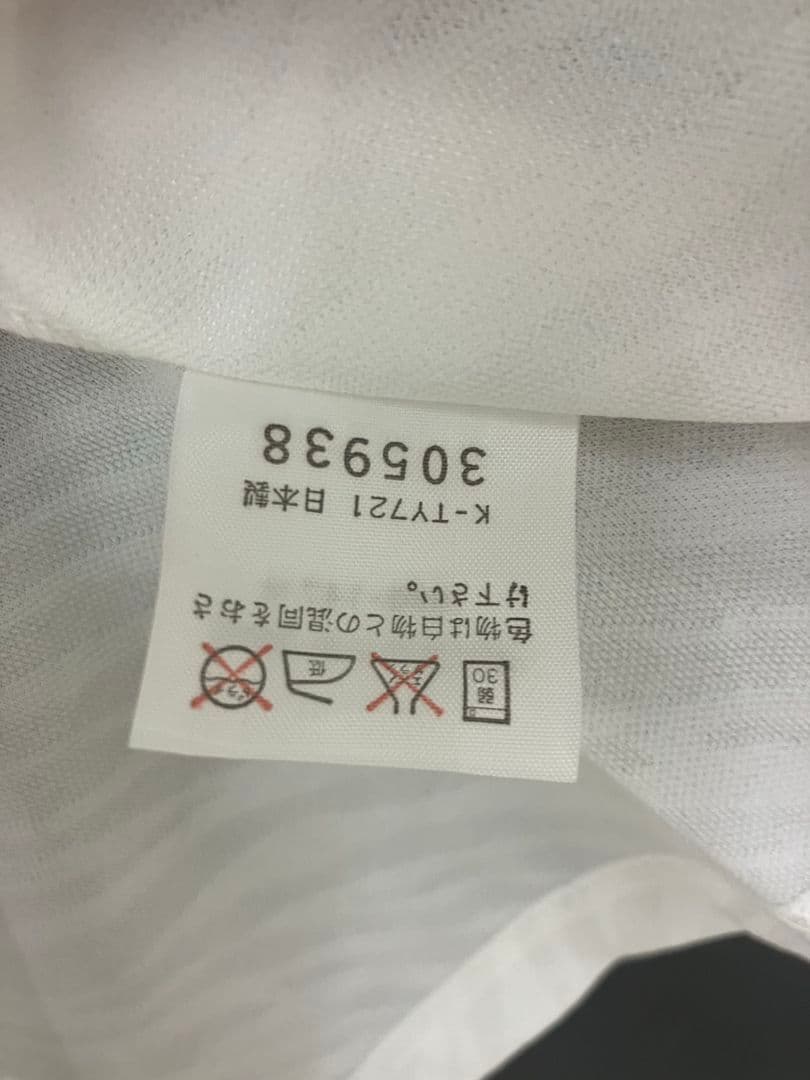 弱
30
低
色物は白物との混同をおさ
け下さい。
K-TY721 日本製
305938